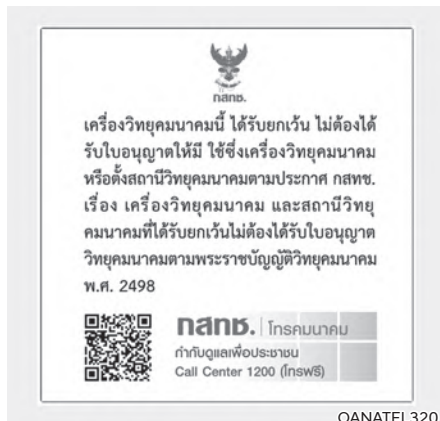 กสทช.
เครื่องวิทยุคมนาคมนี้ ได้รับยกเว้น ไม่ต้องได้
รับใบอนุญาตให้มี ใช้ซึ่งเครื่องวิทยุคมนาคม
หรือตั้งสถานีวิทยุคมนาคมตามประกาศ กสทช.
เรื่อง เครื่องวิทยุคมนาคม และสถานีวิทยุ
คมนาคมที่ได้รับยกเว้นไม่ต้องได้รับใบอนุญาต
วิทยุคมนาคมตามพระราชบัญญัติวิทยุคมนาคม
พ.ศ. 2498
กสทช. | โทรคมนาคม
กำกับดูแลเพื่อประชาชน
Call Center 1200 (โทรฟรี)
QANATEL320